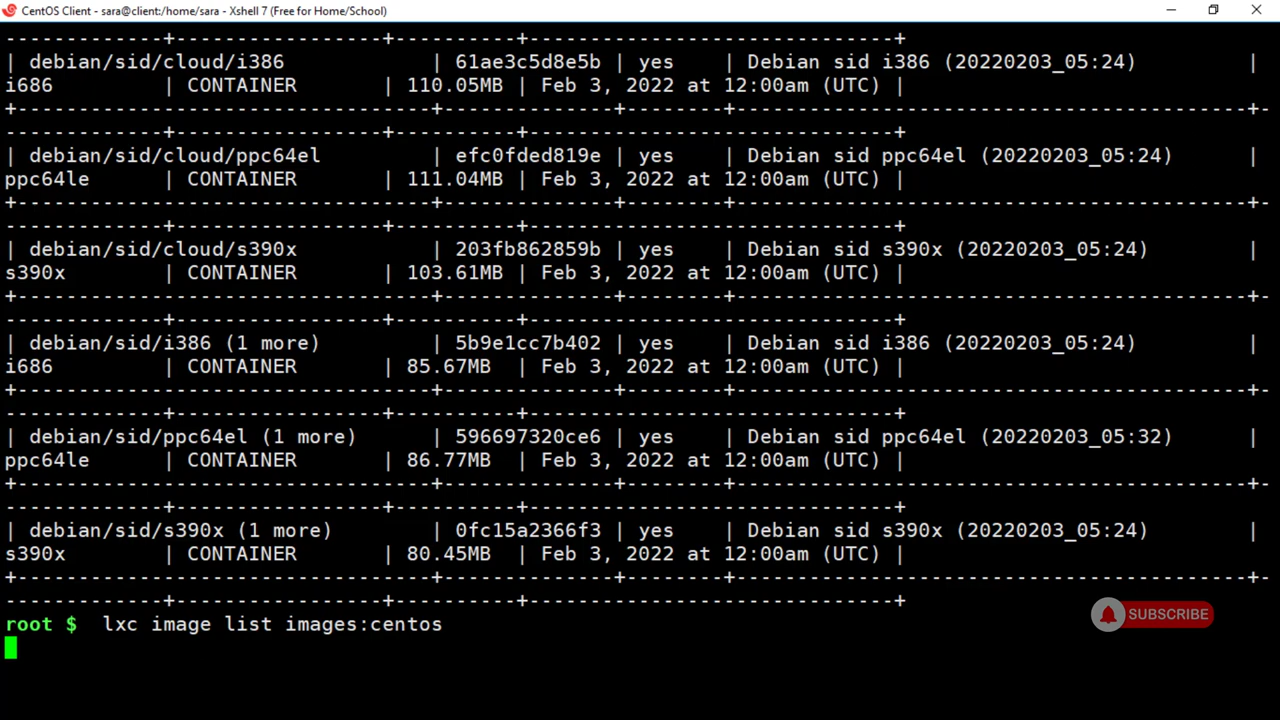 CentOS Client - sara@client:/home/sara - Xshell 7 (Free for Home/School)
-------------+-----------------+----------+------------------------------+
| debian/sid/cloud/i386 | 61ae3c5d8e5b | yes | Debian sid i386 (20220203_05:24) |
i686 | CONTAINER | 110.05MB | Feb 3, 2022 at 12:00am (UTC) |
+----------------------------------+--------------+--------+------------------------------------------+-
-------------+-----------------+----------+------------------------------+
| debian/sid/cloud/ppc64el | efc0fded819e | yes | Debian sid ppc64el (20220203_05:24) |
ppc64le | CONTAINER | 111.04MB | Feb 3, 2022 at 12:00am (UTC) |
+----------------------------------+--------------+--------+------------------------------------------+-
-------------+-----------------+----------+------------------------------+
| debian/sid/cloud/s390x | 203fb862859b | yes | Debian sid s390x (20220203_05:24) |
s390x | CONTAINER | 103.61MB | Feb 3, 2022 at 12:00am (UTC) |
+----------------------------------+--------------+--------+------------------------------------------+-
-------------+-----------------+----------+------------------------------+
| debian/sid/i386 (1 more) | 5b9e1cc7b402 | yes | Debian sid i386 (20220203_05:24) |
i686 | CONTAINER | 85.67MB | Feb 3, 2022 at 12:00am (UTC) |
+----------------------------------+--------------+--------+------------------------------------------+-
-------------+-----------------+----------+------------------------------+
| debian/sid/ppc64el (1 more) | 596697320ce6 | yes | Debian sid ppc64el (20220203_05:32) |
ppc64le | CONTAINER | 86.77MB | Feb 3, 2022 at 12:00am (UTC) |
+----------------------------------+--------------+--------+------------------------------------------+-
-------------+-----------------+----------+------------------------------+
| debian/sid/s390x (1 more) | 0fc15a2366f3 | yes | Debian sid s390x (20220203_05:24) |
s390x | CONTAINER | 80.45MB | Feb 3, 2022 at 12:00am (UTC) |
+----------------------------------+--------------+--------+------------------------------------------+-
-------------+-----------------+----------+------------------------------+
SUBSCRIBE
root $ lxc image list images:centos